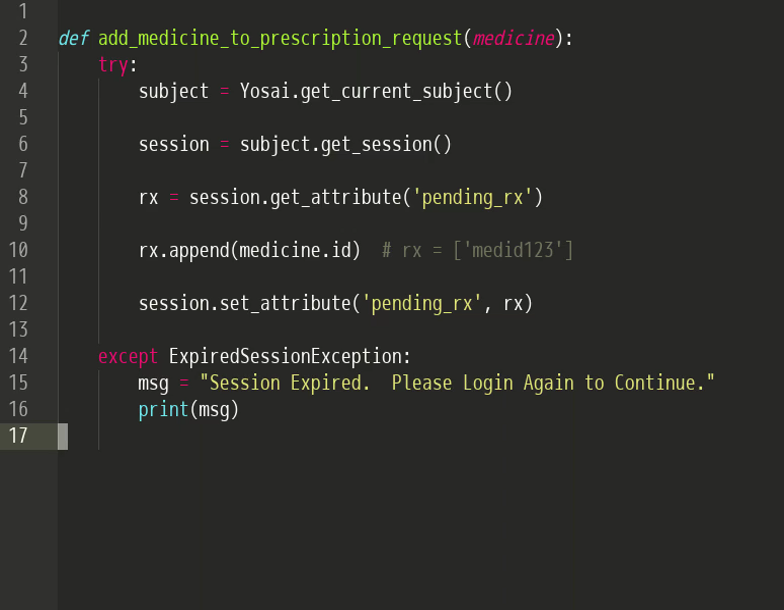 1
2 def add_medicine_to_prescription_request(medicine):
3 try:
4 subject = Yosai.get_current_subject()
5
6 session = subject.get_session()
7
8 rx = session.get_attribute('pending_rx')
9
10 rx.append(medicine.id)  # rx = ['medid123']
11
12 session.set_attribute('pending_rx', rx)
13
14 except ExpiredSessionException:
15 msg = "Session Expired.  Please Login Again to Continue."
16 print(msg)
17